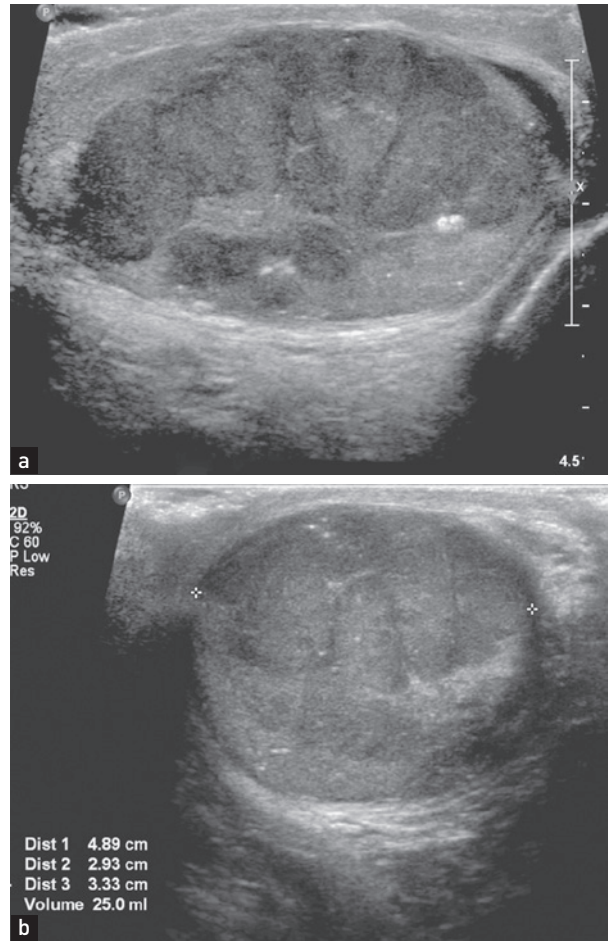 P
X
4.5
a
P
2D
92%
C 60
P Low
Res
Dist 1 4.89 cm
Dist 2 2.93 cm
Dist 3 3.33 cm
Volume 25.0 ml
b